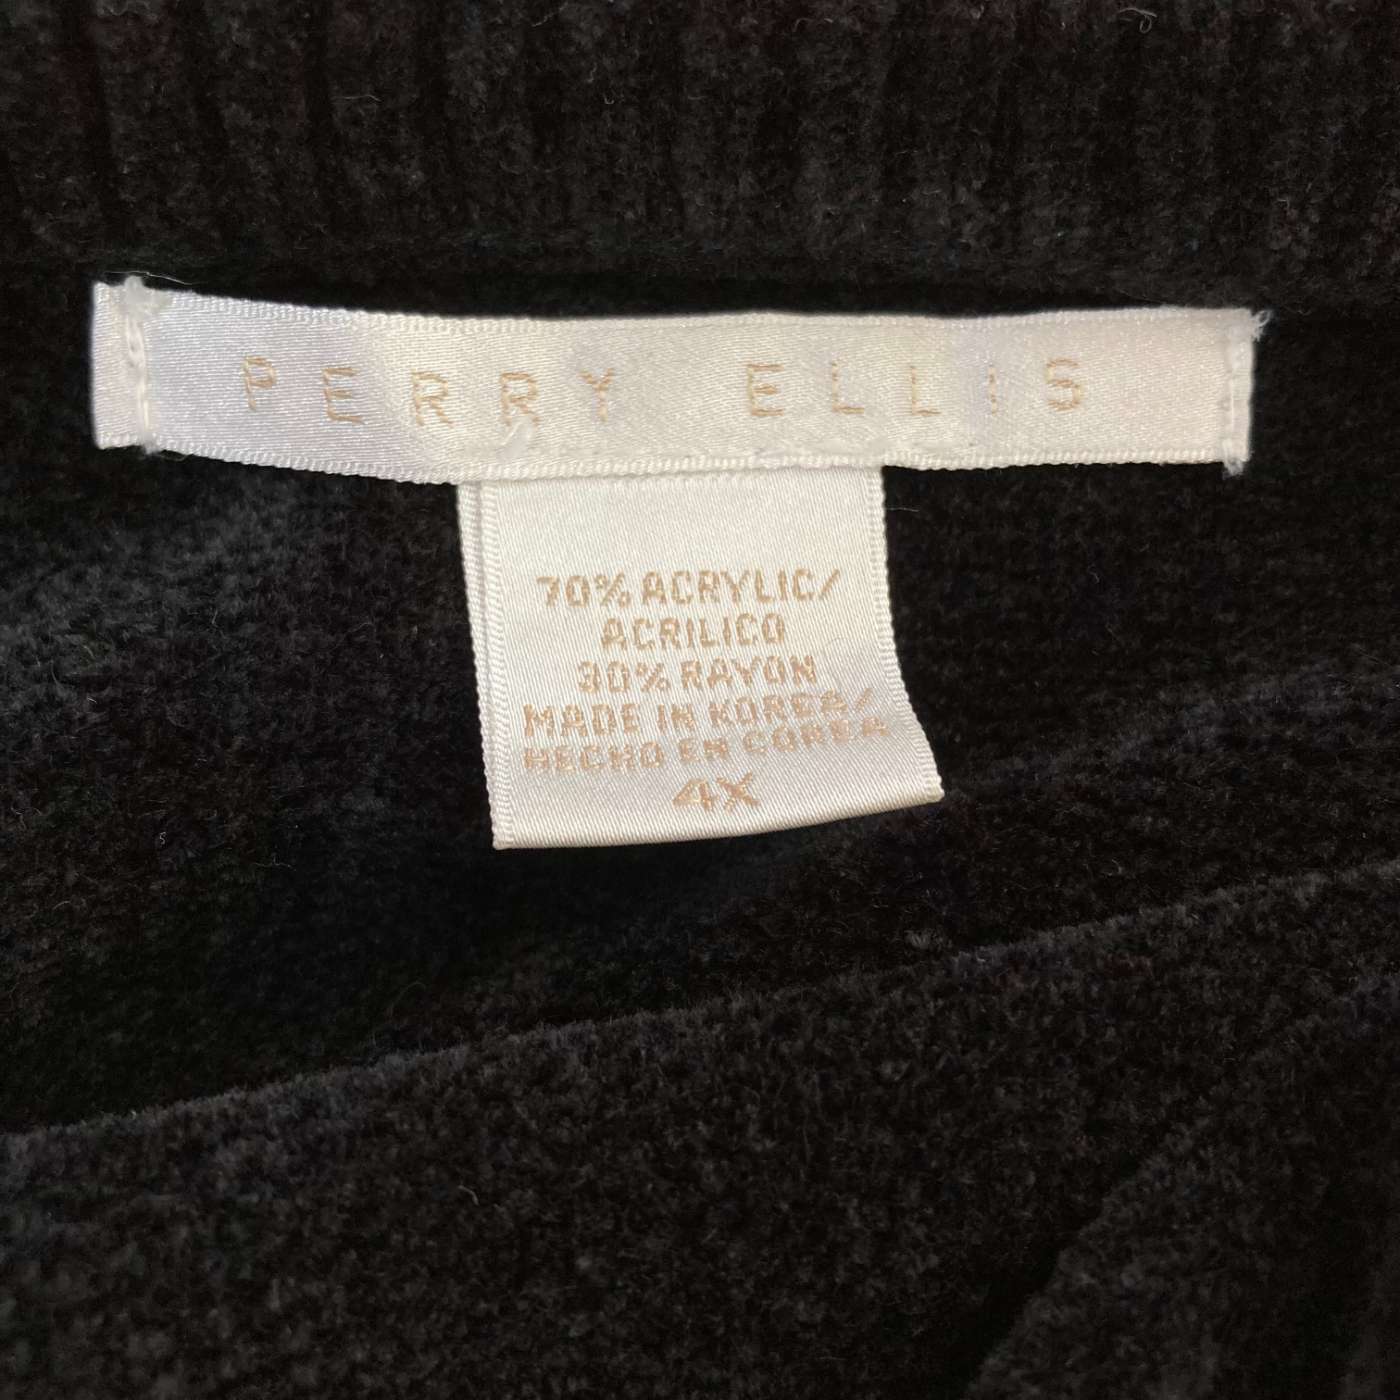 PERRY ELLIS
70% ACRYLIC/
ACRILICO
30% RAYON
MADE IN KOREA/
HECHO EN COREA
4X